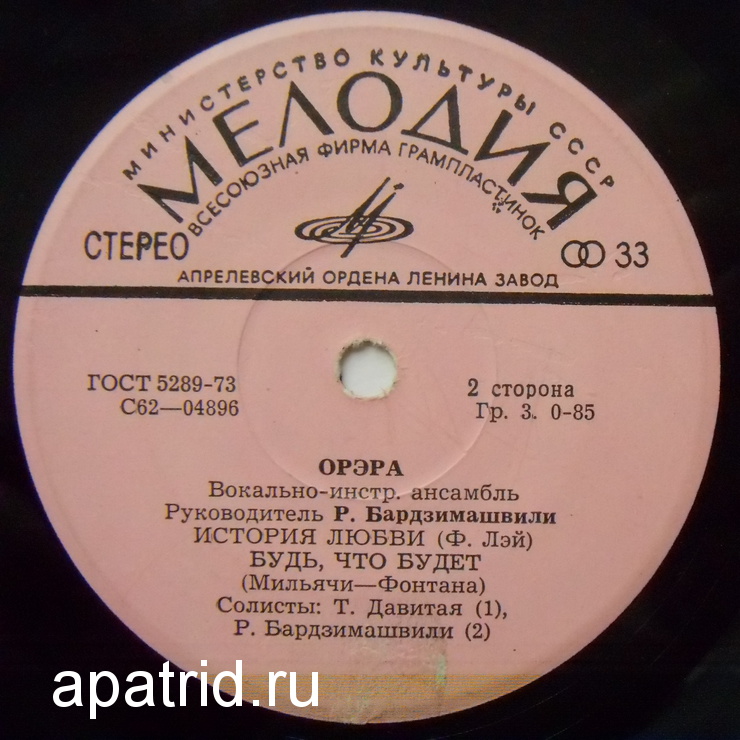 МИНИСТЕРСТВО КУЛЬТУРЫ СССР
МЕЛОДИЯ
ВСЕСОЮЗНАЯ ФИРМА ГРАМПЛАСТИНОК
СТЕРЕО
33
АПРЕЛЕВСКИЙ ОРДЕНА ЛЕНИНА ЗАВОД
ГОСТ 5289-73
С62—04896
2 сторона
Гр. 3. 0-85
ОРЭРА
Вокально-инстр. ансамбль
Руководитель Р. Бардзимашвили
ИСТОРИЯ ЛЮБВИ (Ф. Лэй)
БУДЬ, ЧТО БУДЕТ
(Мильячи—Фонтана)
Солисты: Т. Давитая (1),
Р. Бардзимашвили (2)
apatrid.ru